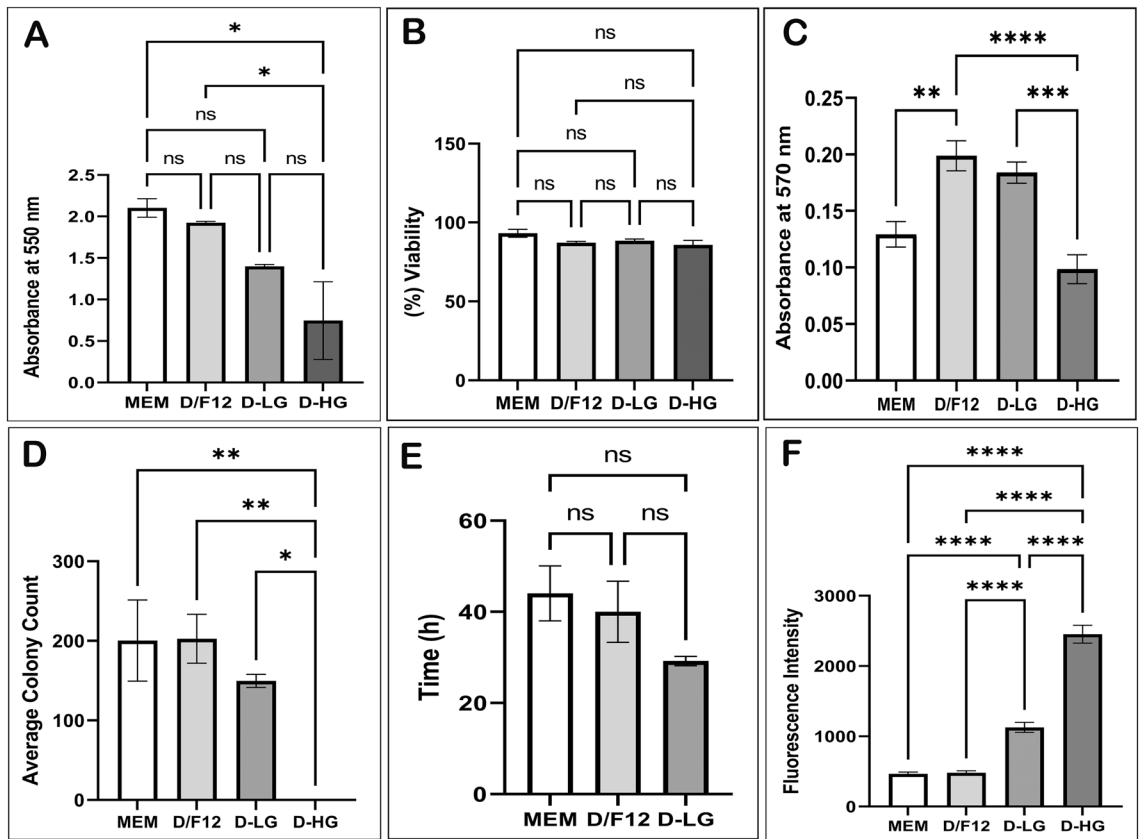 A
*
*
ns
ns ns ns
Absorbance at 550 nm
2.5
2.0
1.5
1.0
0.5
0.0
MEM D/F12 D-LG D-HG
B
ns
ns
ns
ns ns ns
(%) Viability
150
100
50
0
MEM D/F12 D-LG D-HG
C
****
** ***
Absorbance at 570 nm
0.25
0.20
0.15
0.10
0.05
0.00
MEM D/F12 D-LG D-HG
D
**
**
*
Average Colony Count
300
200
100
0
MEM D/F12 D-LG D-HG
E
ns
ns ns
Time (h)
60
40
20
0
MEM D/F12 D-LG
F
****
****
**** ****
****
Fluorescence Intensity
3000
2000
1000
0
MEM D/F12 D-LG D-HG